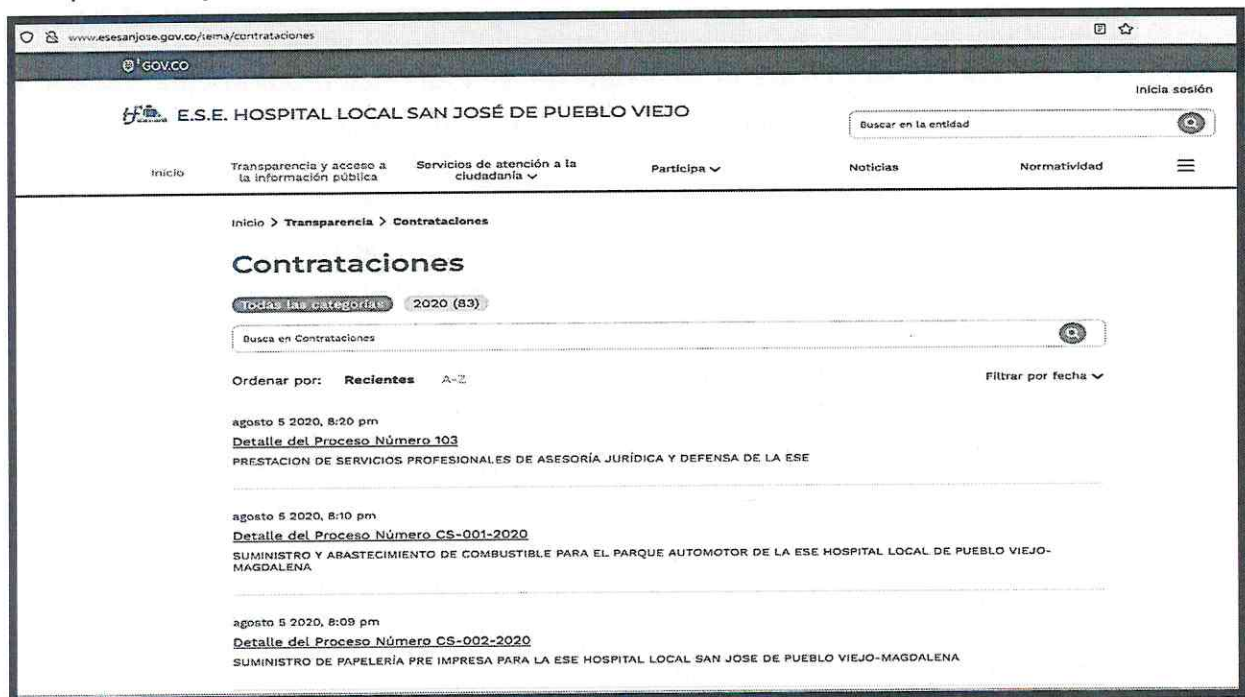 www.esesanjose.gov.co/tema/contrataciones
GOV.CO
Inicia sesión
E.S.E. HOSPITAL LOCAL SAN JOSÉ DE PUEBLO VIEJO
Buscar en la entidad
Inicio
Transparencia y acceso a
la información pública
Servicios de atención a la
ciudadanía
Participa
Noticias
Normatividad
Inicio > Transparencia > Contrataciones
Contrataciones
Todas las categorías 2020 (83)
Busca en Contrataciones
Ordenar por: Recientes A-Z
Filtrar por fecha
agosto 5 2020, 8:20 pm
Detalle del Proceso Número 103
PRESTACION DE SERVICIOS PROFESIONALES DE ASESORÍA JURÍDICA Y DEFENSA DE LA ESE
agosto 5 2020, 8:10 pm
Detalle del Proceso Número CS-001-2020
SUMINISTRO Y ABASTECIMIENTO DE COMBUSTIBLE PARA EL PARQUE AUTOMOTOR DE LA ESE HOSPITAL LOCAL DE PUEBLO VIEJO-
MAGDALENA
agosto 5 2020, 8:09 pm
Detalle del Proceso Número CS-002-2020
SUMINISTRO DE PAPELERÍA PRE IMPRESA PARA LA ESE HOSPITAL LOCAL SAN JOSE DE PUEBLO VIEJO-MAGDALENA